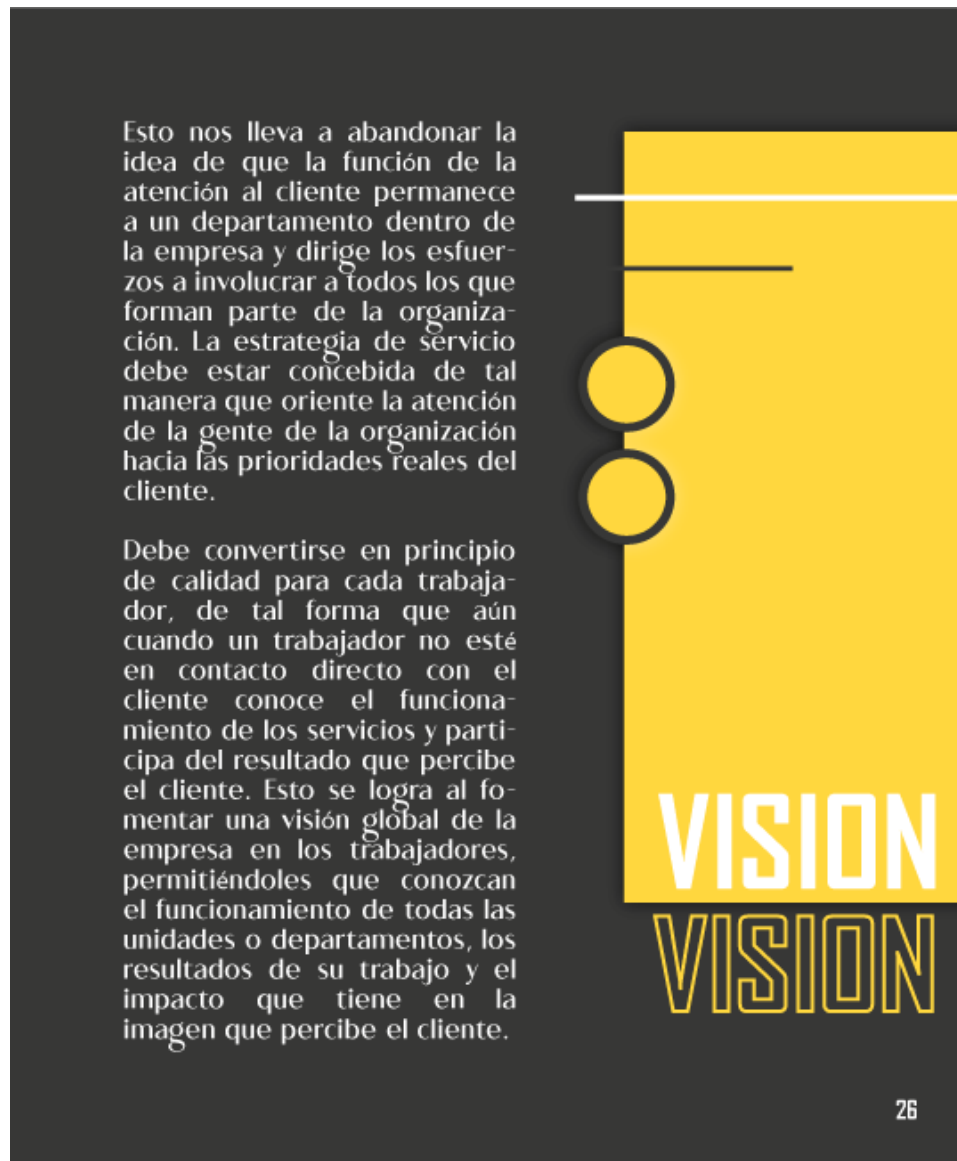 Esto nos lleva a abandonar la
idea de que la función de la
atención al cliente permanece
a un departamento dentro de
la empresa y dirige los esfuer-
zos a involucrar a todos los que
forman parte de la organiza-
ción. La estrategia de servicio
debe estar concebida de tal
manera que oriente la atención
de la gente de la organización
hacia las prioridades reales del
cliente.
Debe convertirse en principio
de calidad para cada trabaja-
dor, de tal forma que aún
cuando un trabajador no esté
en contacto directo con el
cliente conoce el funciona-
miento de los servicios y parti-
cipa del resultado que percibe
el cliente. Esto se logra al fo-
mentar una visión global de la
empresa en los trabajadores,
permitiéndoles que conozcan
el funcionamiento de todas las
unidades o departamentos, los
resultados de su trabajo y el
impacto que tiene en la
imagen que percibe el cliente.
VISION
VISION
26